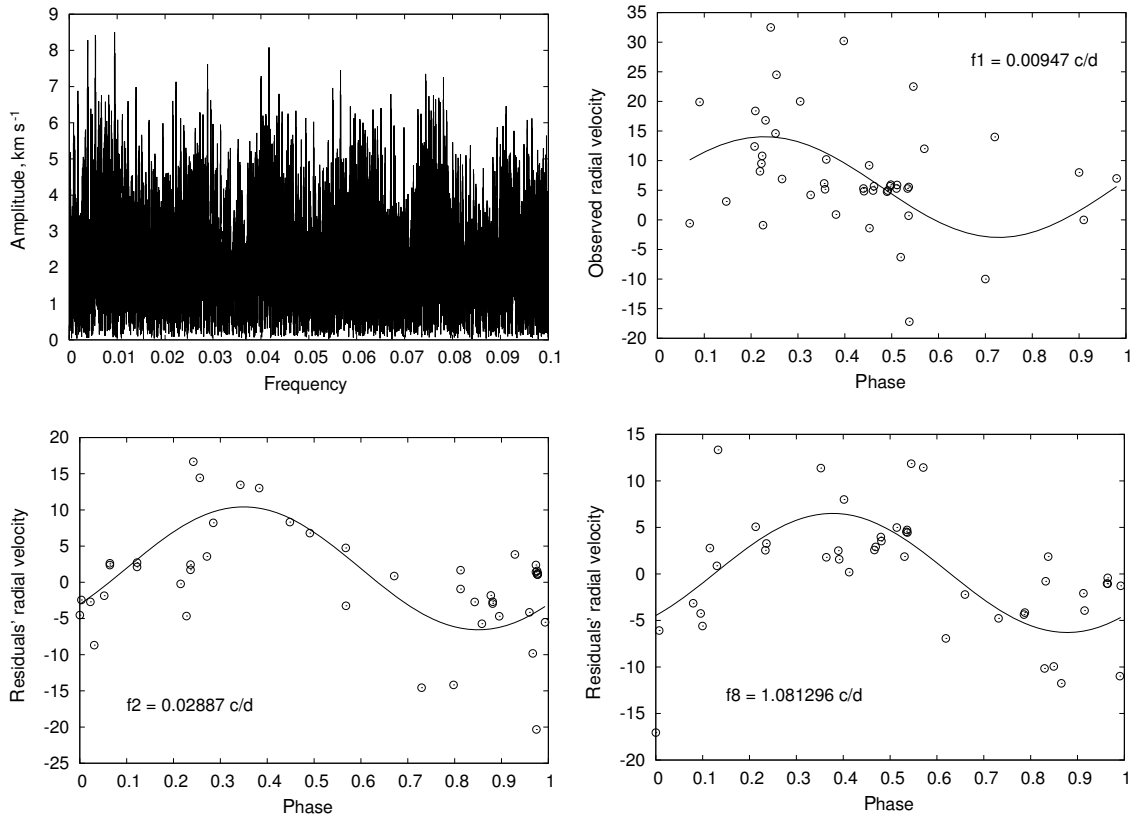 9
8
7
6
5
4
3
2
1
0
Amplitude, km s-1
0 0.01 0.02 0.03 0.04 0.05 0.06 0.07 0.08 0.09 0.1
Frequency
35
30
25
20
15
10
5
0
-5
-10
-15
-20
Observed radial velocity
f1 = 0.00947 c/d
0 0.1 0.2 0.3 0.4 0.5 0.6 0.7 0.8 0.9 1
Phase
20
15
10
5
0
-5
-10
-15
-20
-25
Residuals' radial velocity
f2 = 0.02887 c/d
0 0.1 0.2 0.3 0.4 0.5 0.6 0.7 0.8 0.9 1
Phase
15
10
5
0
-5
-10
-15
-20
Residuals' radial velocity
f8 = 1.081296 c/d
0 0.1 0.2 0.3 0.4 0.5 0.6 0.7 0.8 0.9 1
Phase